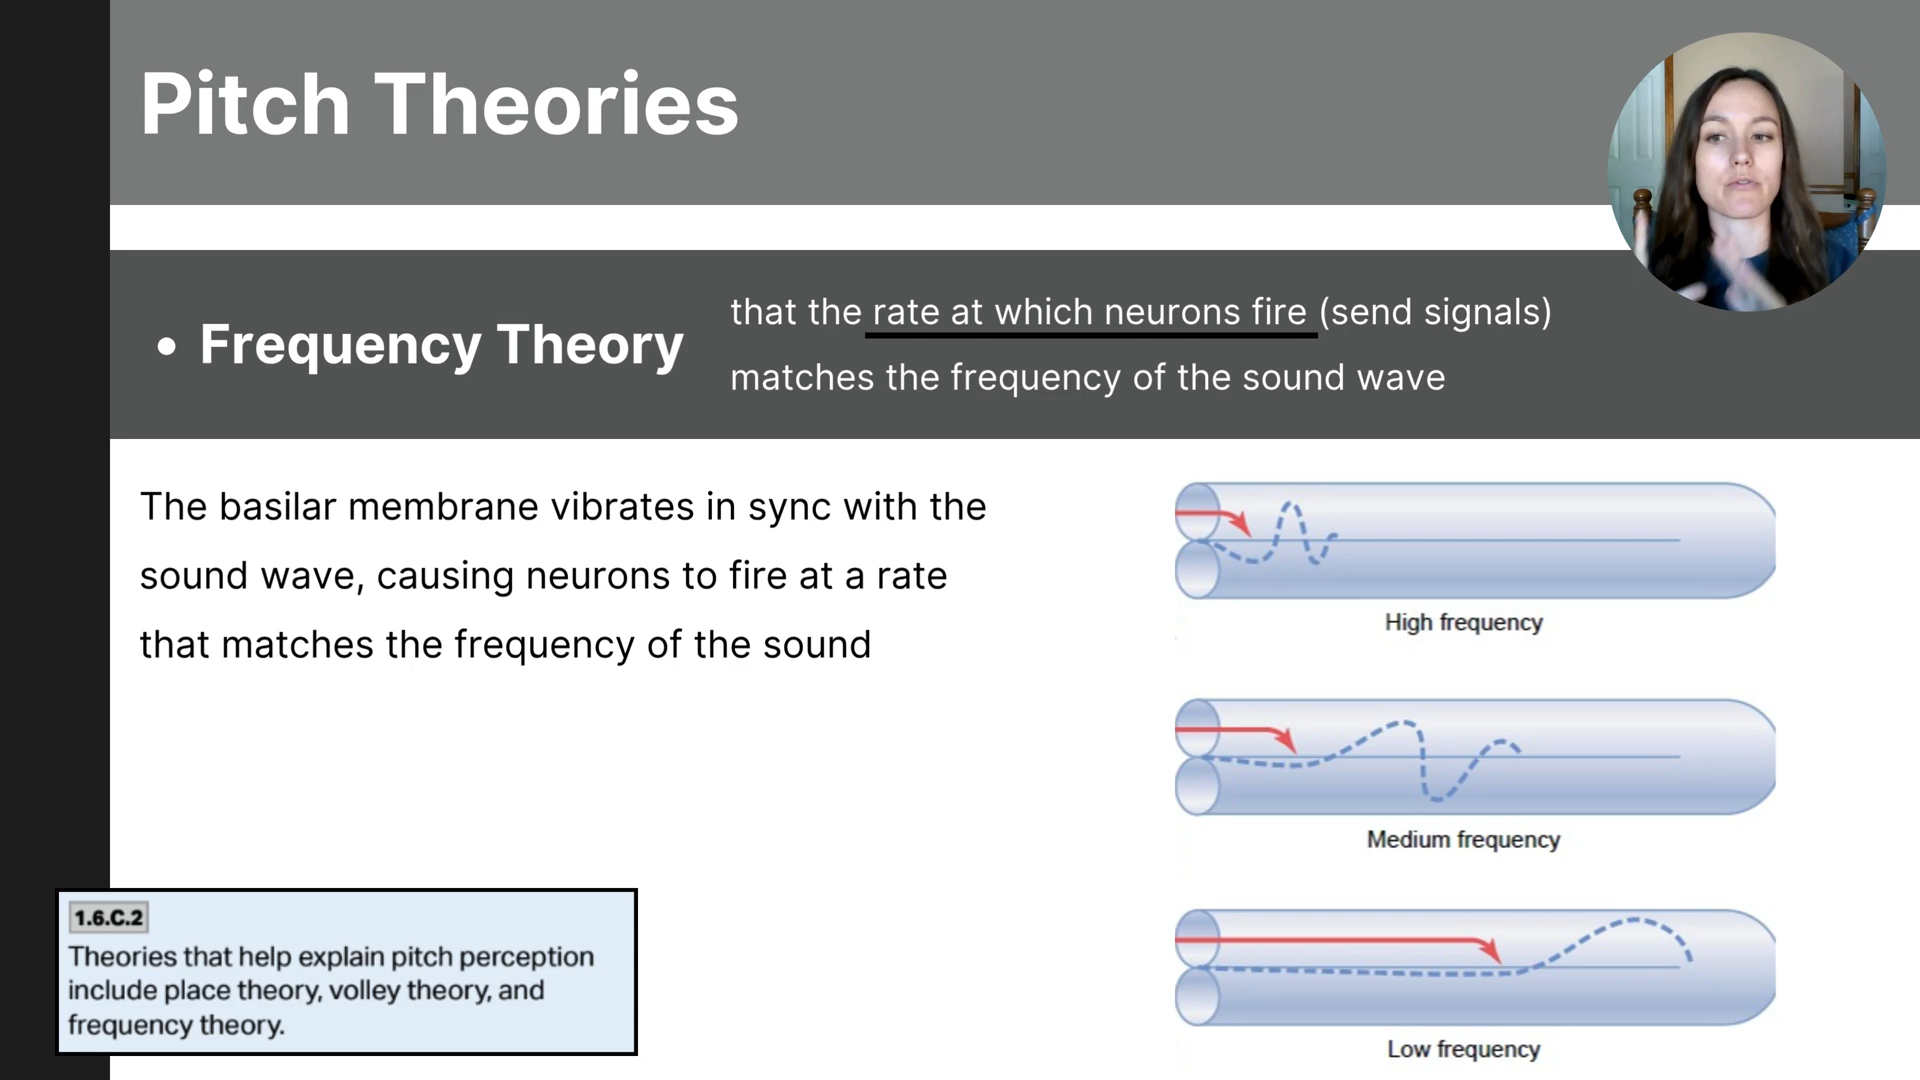 Pitch Theories
• Frequency Theory
that the rate at which neurons fire (send signals)
matches the frequency of the sound wave
The basilar membrane vibrates in sync with the
sound wave, causing neurons to fire at a rate
that matches the frequency of the sound
High frequency
Medium frequency
Low frequency
1.6.C.2
Theories that help explain pitch perception
include place theory, volley theory, and
frequency theory.